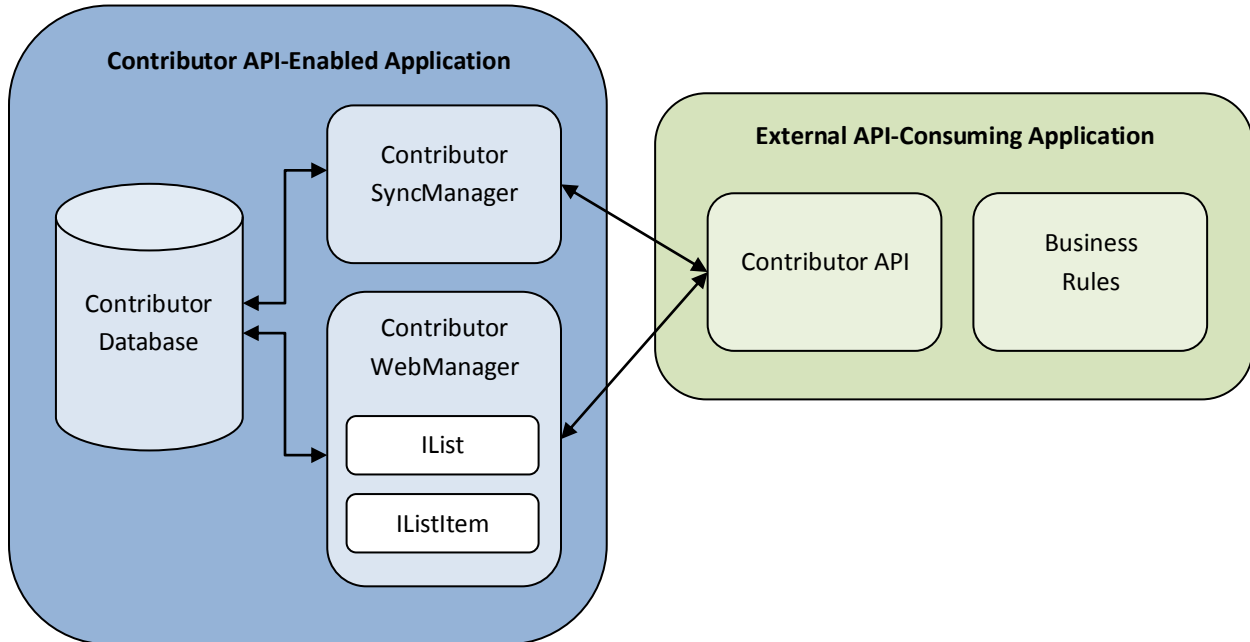 Contributor API-Enabled Application
Contributor
SyncManager
Contributor
Database
Contributor
WebManager
IList
IListItem
External API-Consuming Application
Contributor API
Business
Rules